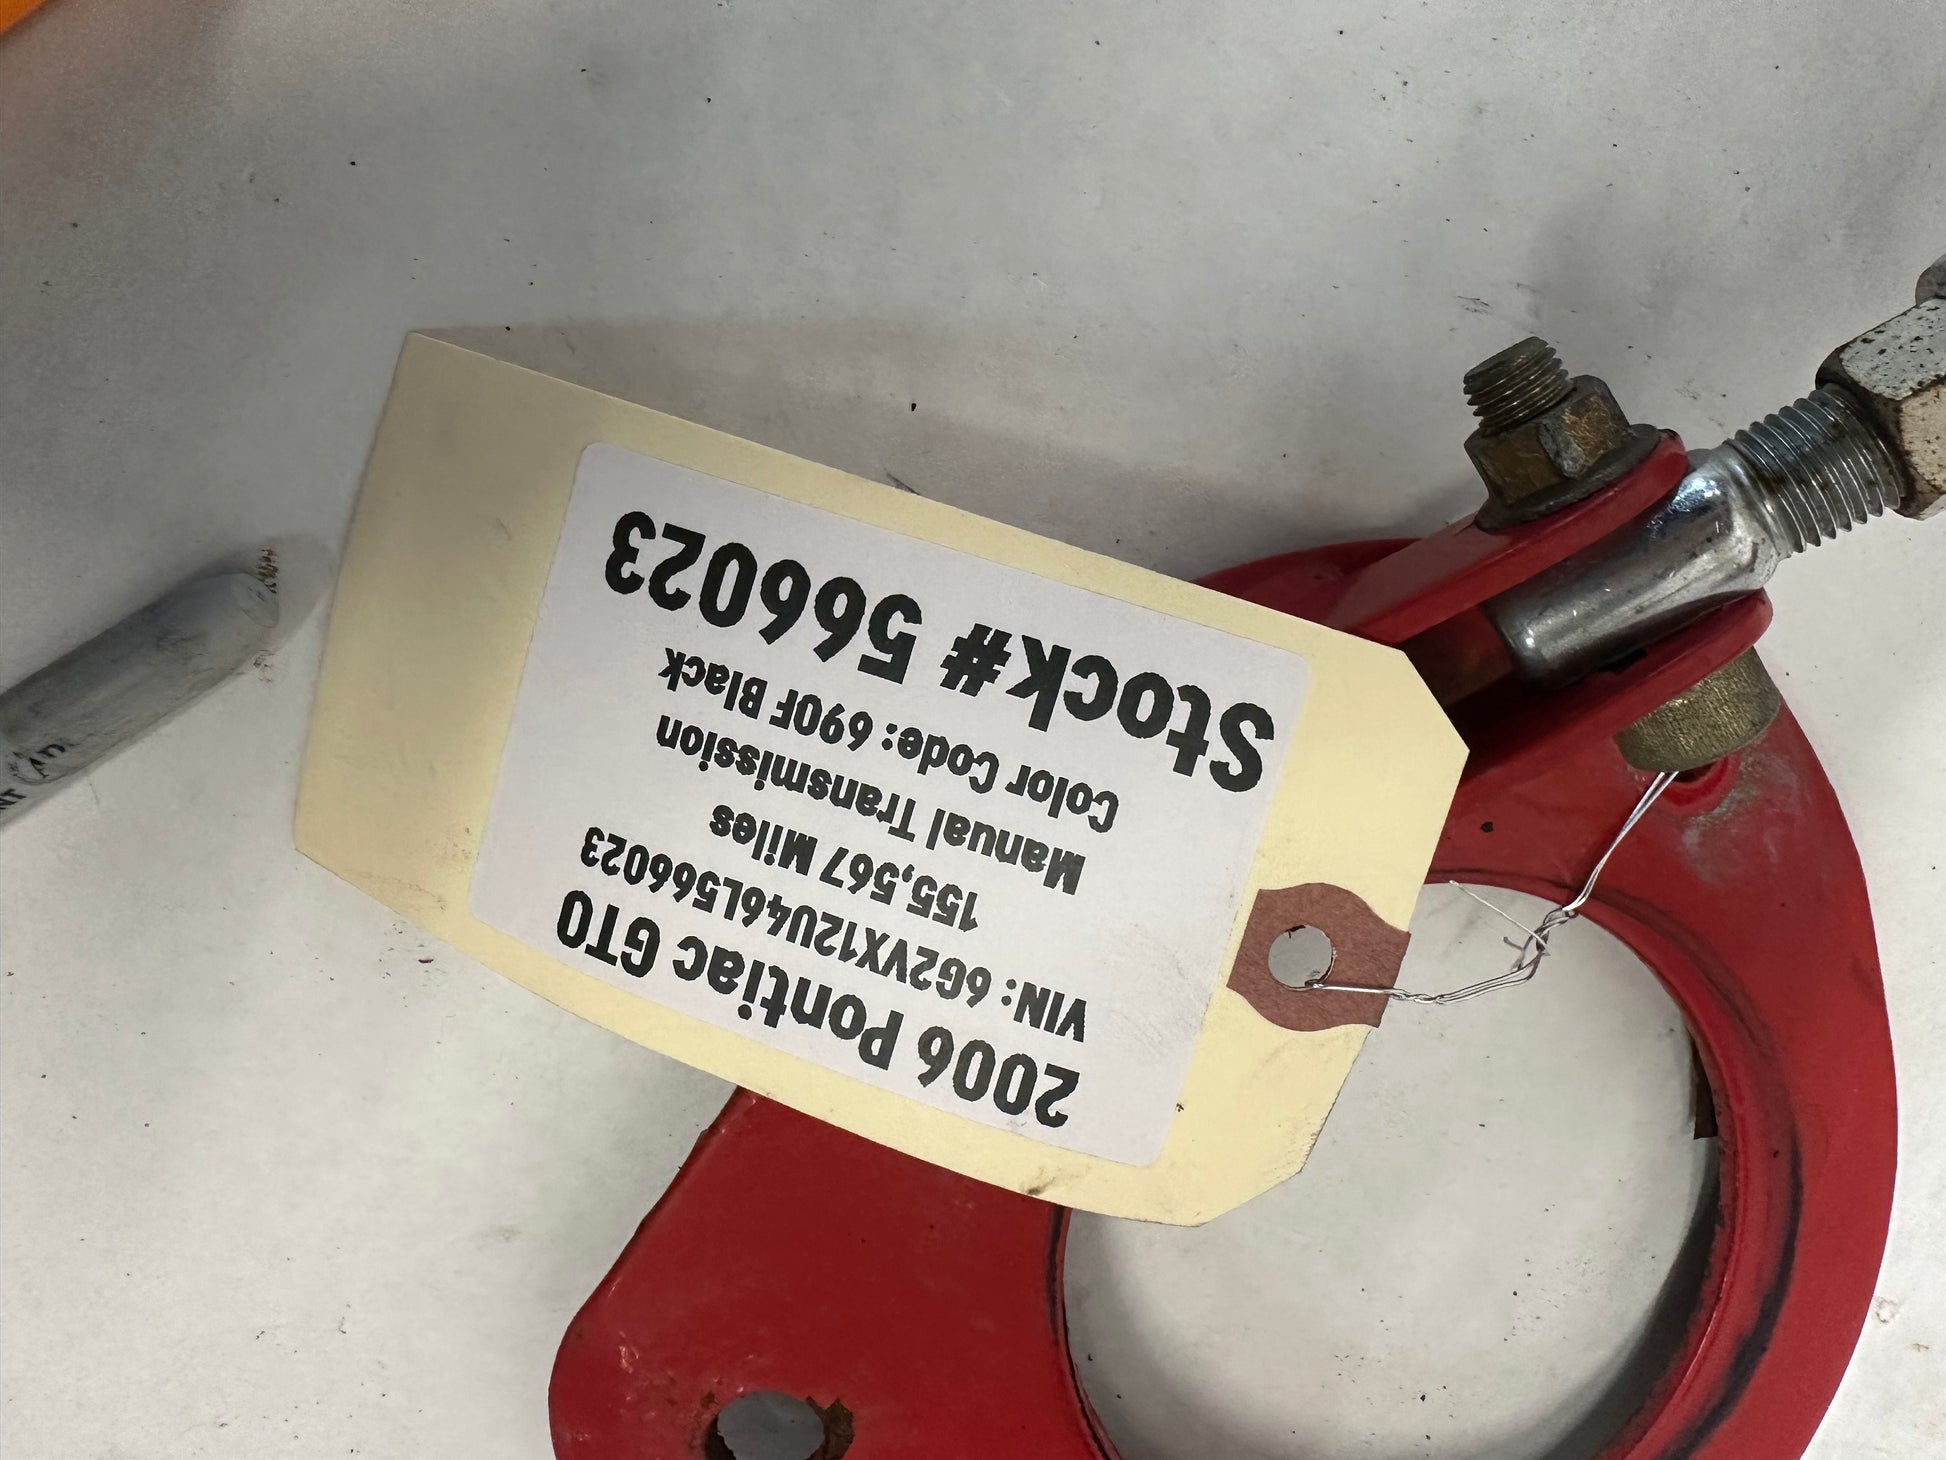 2006 Pontiac GTO
VIN: 6G2VX12U46L566023
155,567 Miles
Manual Transmission
Color Code: 690F Black
Stock# 566023